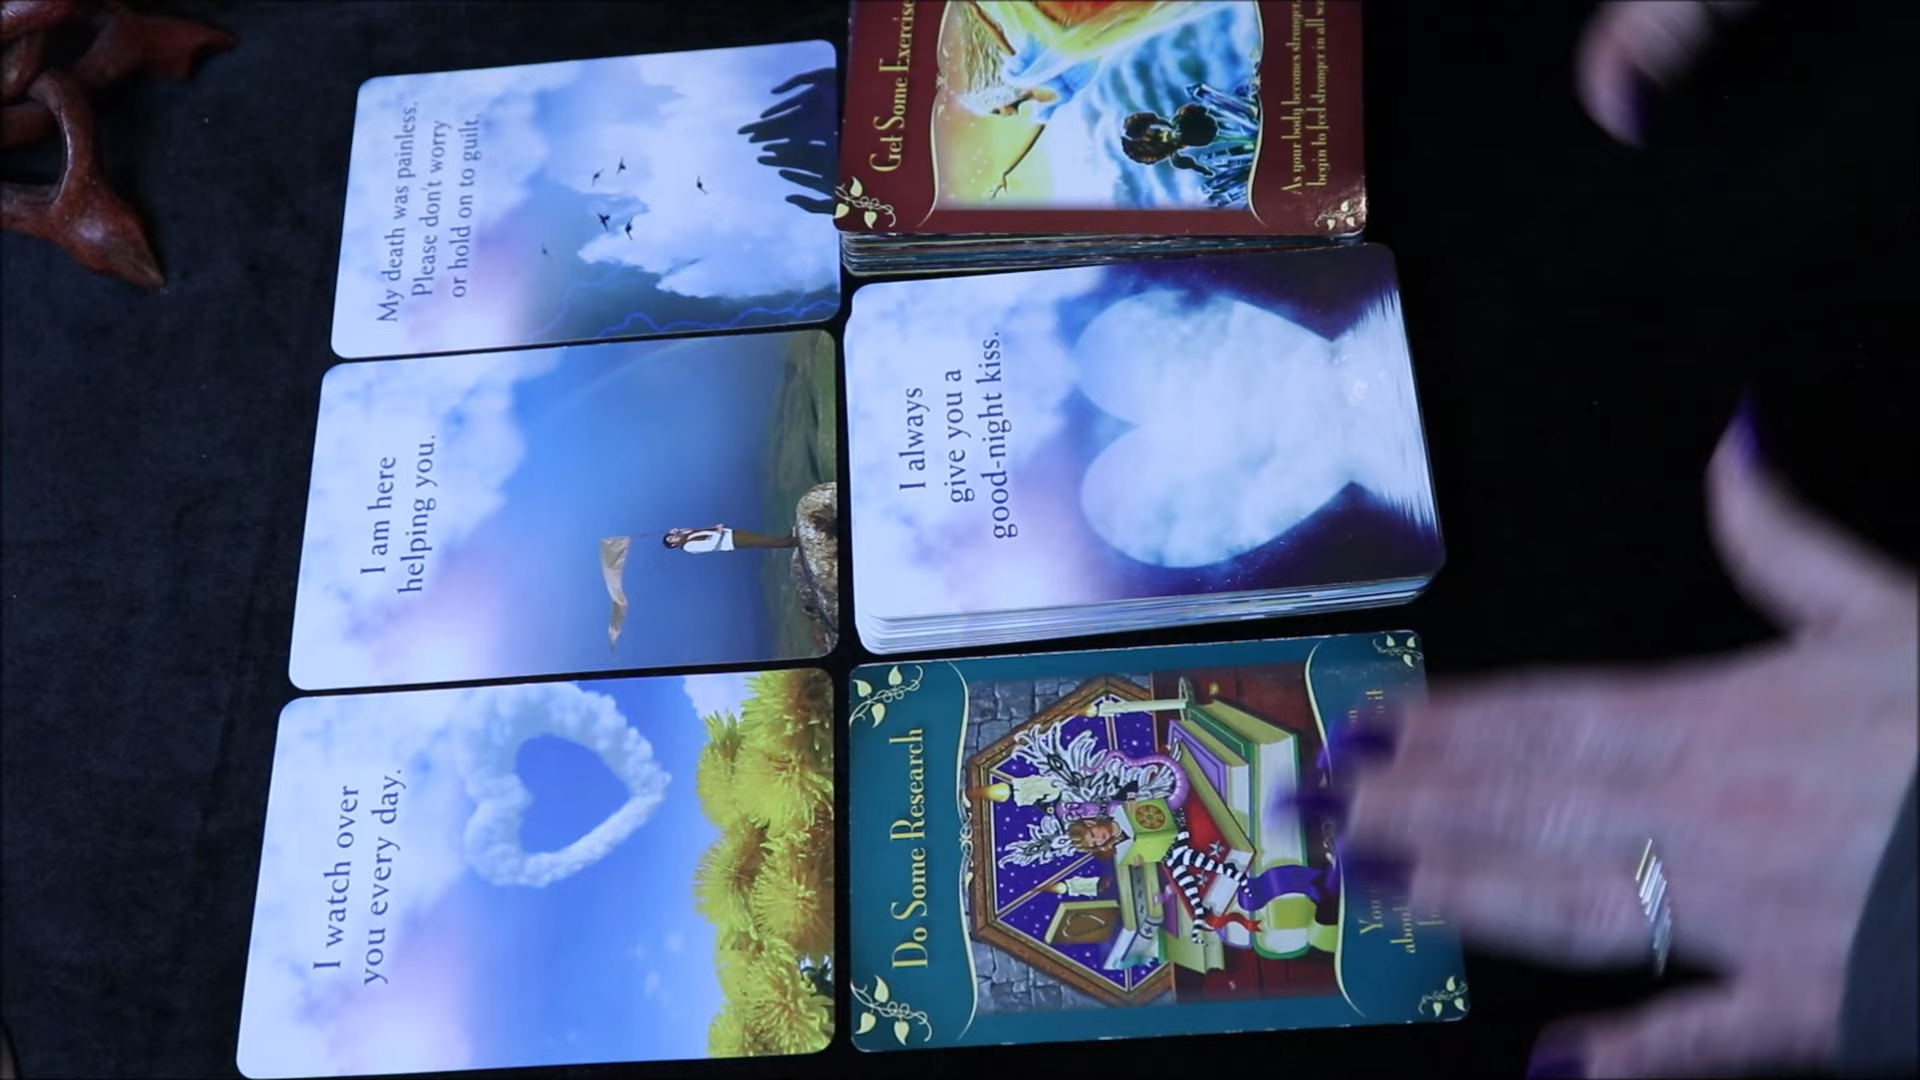 My death was painless.
Please don't worry
or hold on to guilt.
I am here
helping you.
I watch over
you every day.
Get Some Exercise
As your body becomes stronger,
begin to feel stronger in all
I always
give you a
good-night kiss.
Do Some Research
You
it